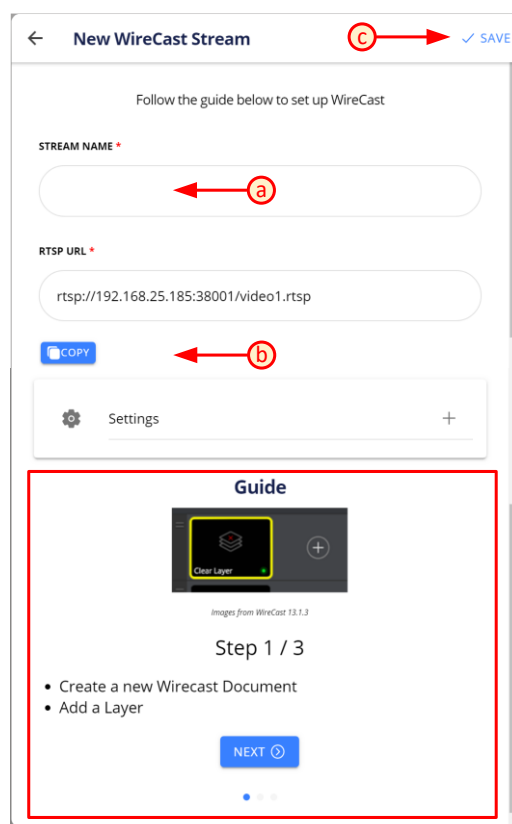 New WireCast Stream
c
SAVE
Follow the guide below to set up WireCast
STREAM NAME *
a
RTSP URL *
rtsp://192.168.25.185:38001/video1.rtsp
COPY
b
Settings
Guide
Clear Layer
Images from WireCast 13.1.3
Step 1 / 3
• Create a new Wirecast Document
• Add a Layer
NEXT